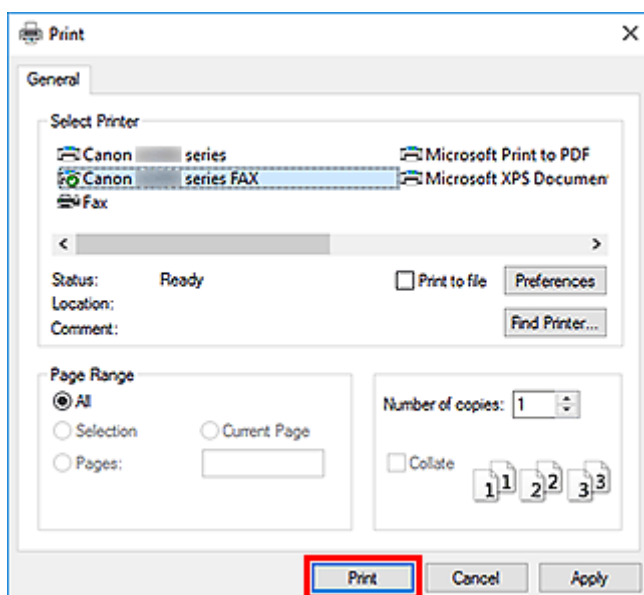 Print
General
Select Printer
Canon series
Microsoft Print to PDF
Canon series FAX
Microsoft XPS Documen
Fax
Status: Ready
Print to file
Preferences
Location:
Comment:
Find Printer...
Page Range
All
Selection
Current Page
Pages:
Number of copies: 1
Collate
1 1 2 2 3 3
Print
Cancel
Apply